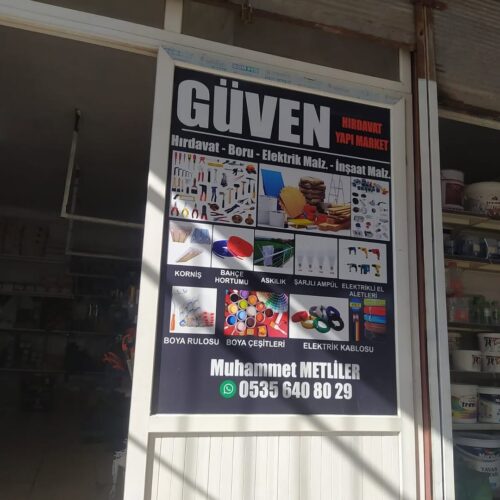 GÜVEN
HIRDAVAT
YAPI MARKET
Hırdavat - Boru - Elektrik Malz. - İnşaat Malz.
KORNİŞ
BAHÇE
HORTUMU
ASKILIK
ŞARJLI AMPÜL
ELEKTRİKLİ EL
ALETLERİ
BOYA RULOSU
BOYA ÇEŞİTLERİ
ELEKTRİK KABLOSU
Muhammet METLİLER
0535 640 80 29